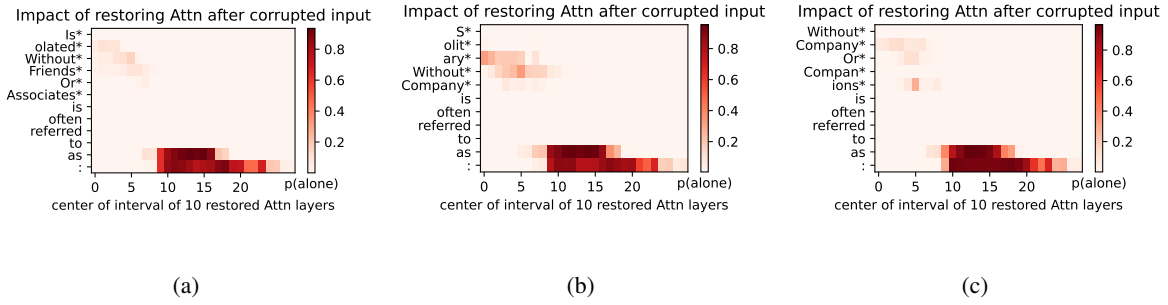 Impact of restoring Attn after corrupted input
Is*
olated*
Without*
Friends*
Or*
Associates*
is
often
referred
to
as
:
0 5 10 15 20
0.8
0.6
0.4
0.2
p(alone)
center of interval of 10 restored Attn layers
(a)
Impact of restoring Attn after corrupted input
S*
olit*
ary*
Without*
Company*
is
often
referred
to
as
:
0 5 10 15 20
0.8
0.6
0.4
0.2
p(alone)
center of interval of 10 restored Attn layers
(b)
Impact of restoring Attn after corrupted input
Without*
Company*
Or*
Compan*
ions*
is
often
referred
to
as
:
0 5 10 15 20
0.8
0.6
0.4
0.2
p(alone)
center of interval of 10 restored Attn layers
(c)